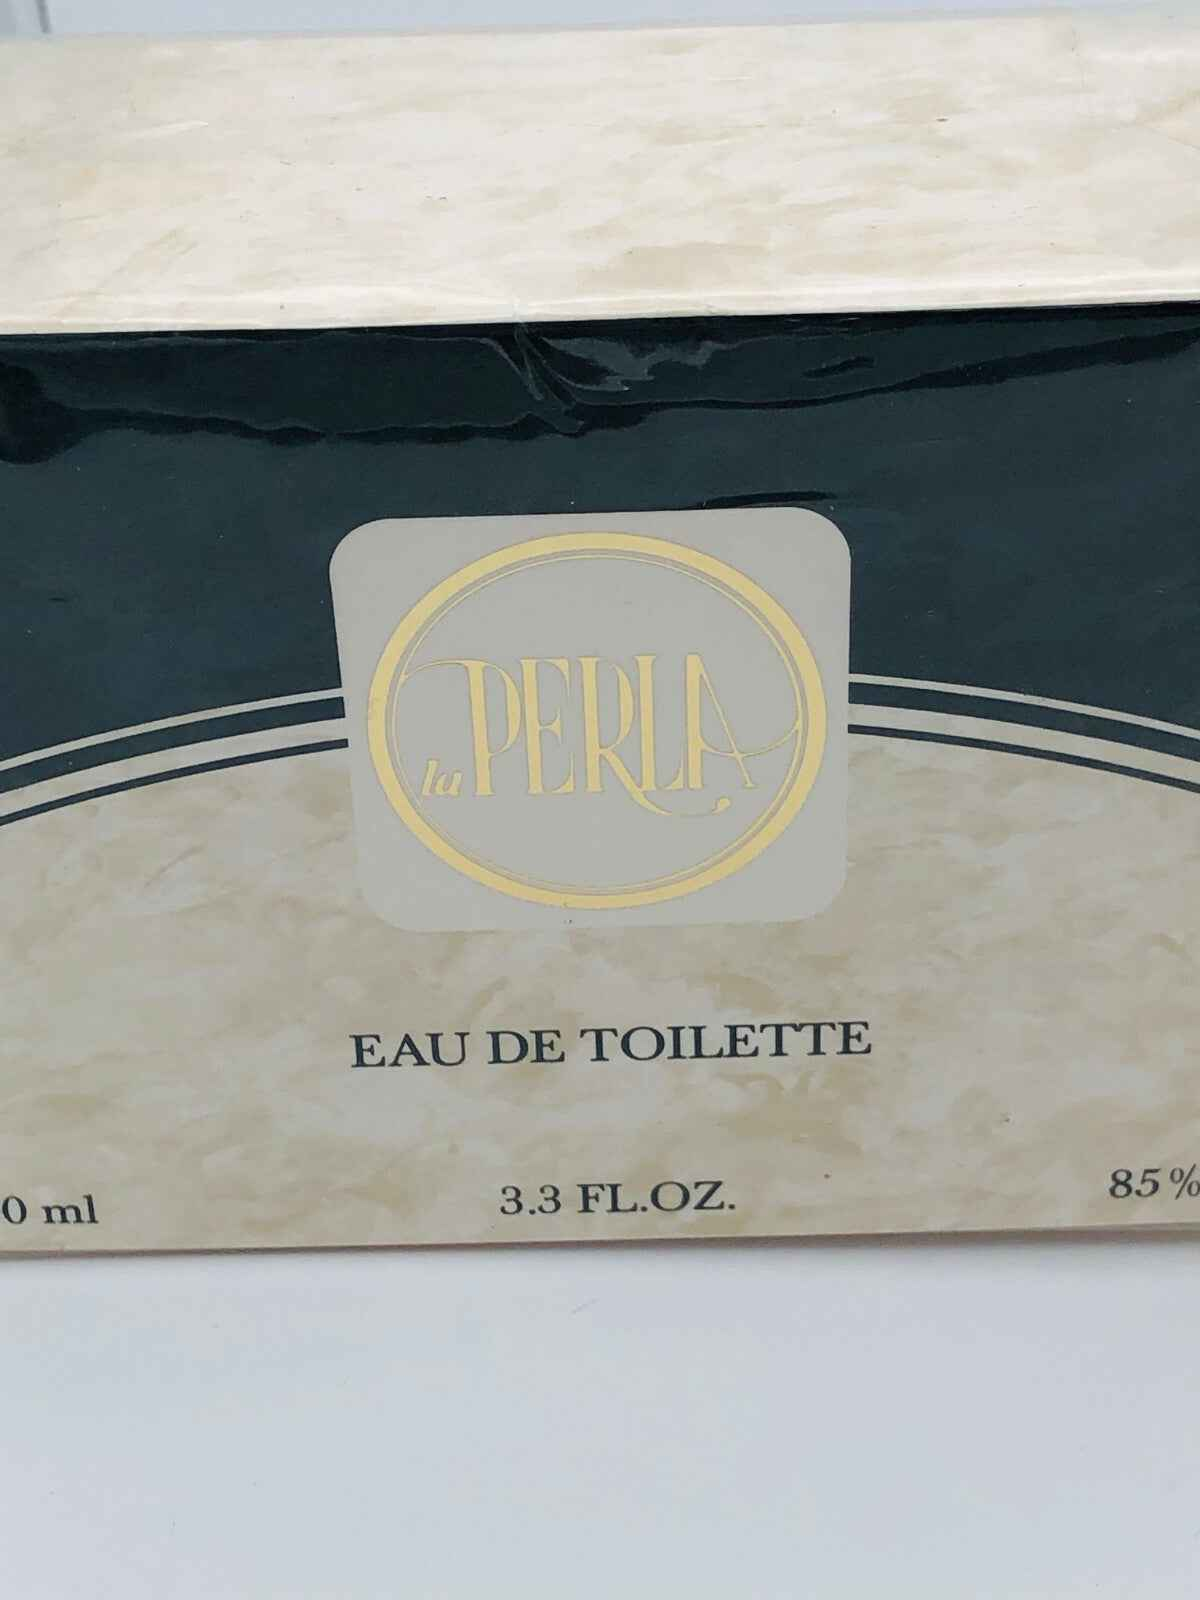 la PERLA
EAU DE TOILETTE
0 ml 3.3 FL.OZ. 85%